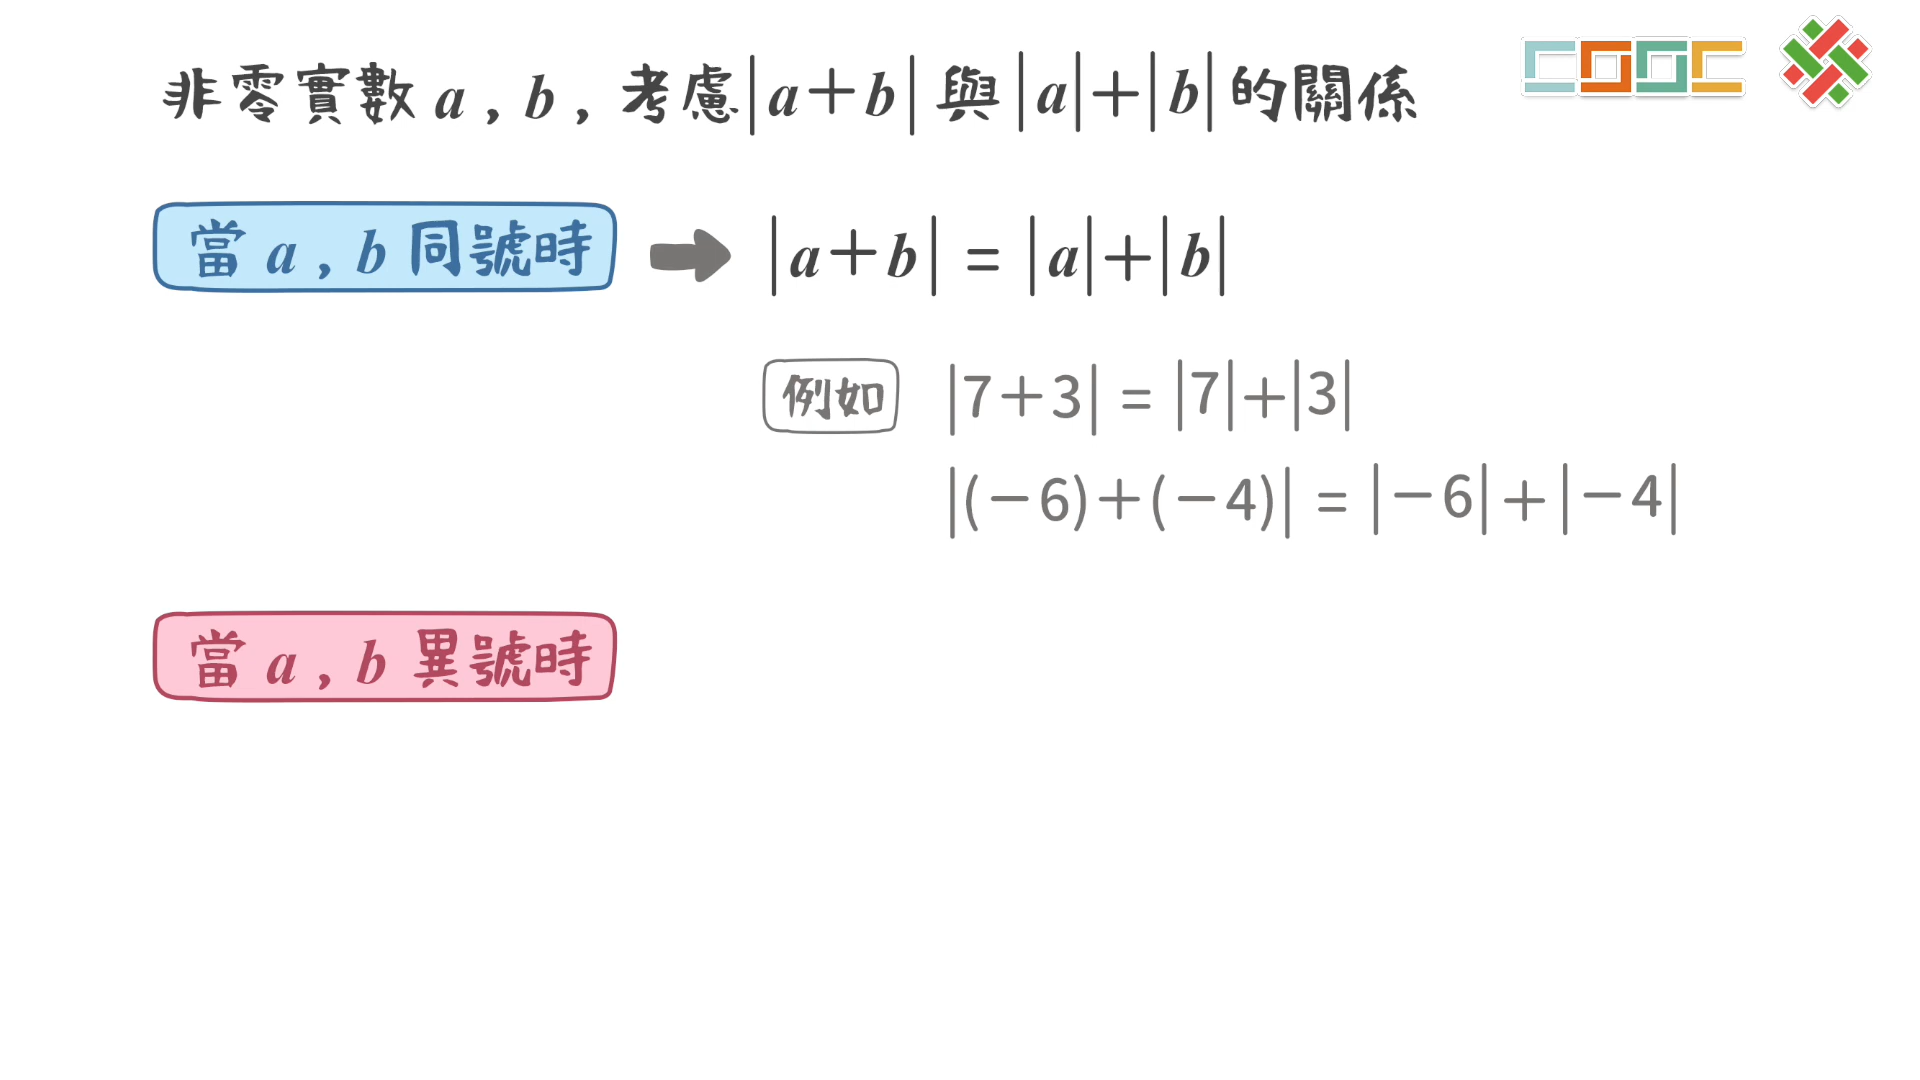 非零實數 a , b , 考慮|a+b| 與 |a|+|b| 的關係
COOC
當 a , b 同號時 |a+b| = |a|+|b|
例如 |7+3| = |7|+|3|
|(-6)+(-4)| = |-6|+|-4|
當 a , b 異號時